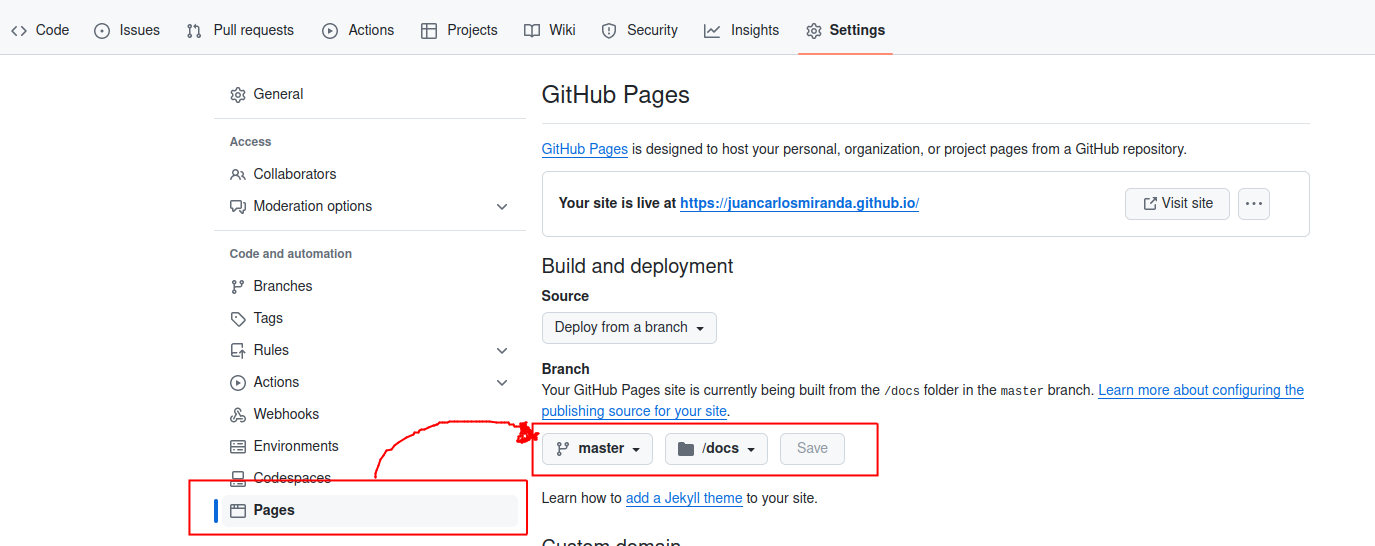 Code Issues Pull requests Actions Projects Wiki Security Insights Settings
General
Access
Collaborators
Moderation options
Code and automation
Branches
Tags
Rules
Actions
Webhooks
Environments
Codespaces
Pages
GitHub Pages
GitHub Pages is designed to host your personal, organization, or project pages from a GitHub repository.
Your site is live at https://juancarlosmiranda.github.io/ Visit site
Build and deployment
Source
Deploy from a branch
Branch
Your GitHub Pages site is currently being built from the /docs folder in the master branch. Learn more about configuring the
publishing source for your site.
master /docs Save
Learn how to add a Jekyll theme to your site.
Custom domain